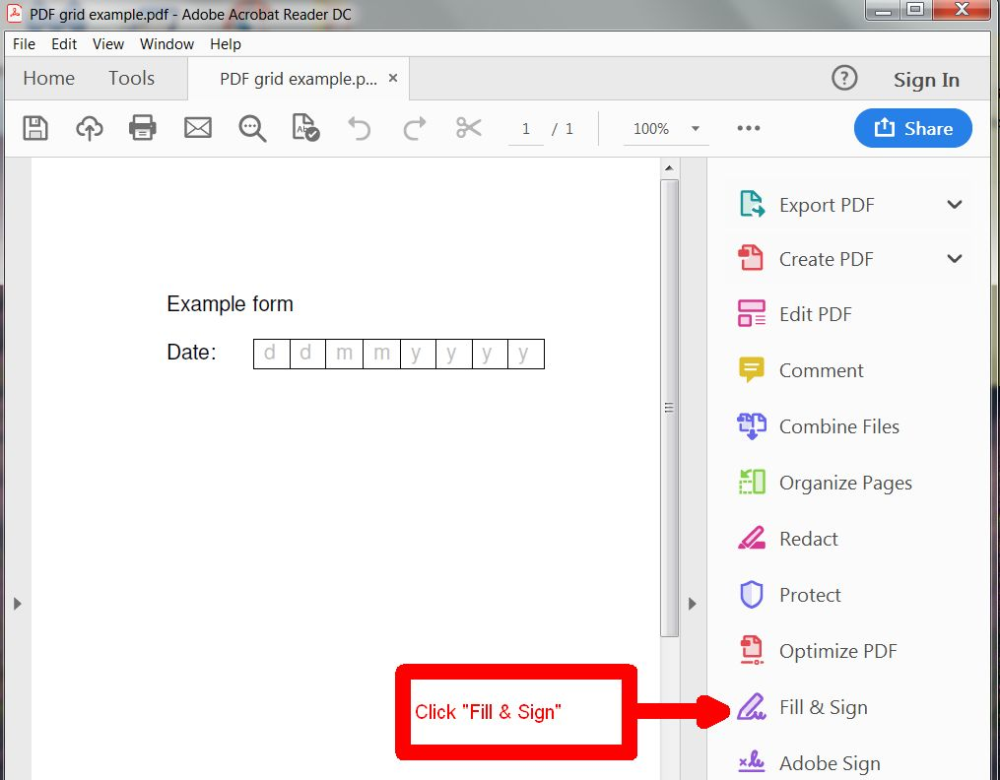 PDF grid example.pdf - Adobe Acrobat Reader DC
File Edit View Window Help
Home Tools PDF grid example.p... × ? Sign In
1 / 1 100% ••• Share
Export PDF
Create PDF
Example form
Edit PDF
Date: d d m m y y y y
Comment
Combine Files
Organize Pages
Redact
Protect
Optimize PDF
Click "Fill & Sign"
Fill & Sign
Adobe Sign